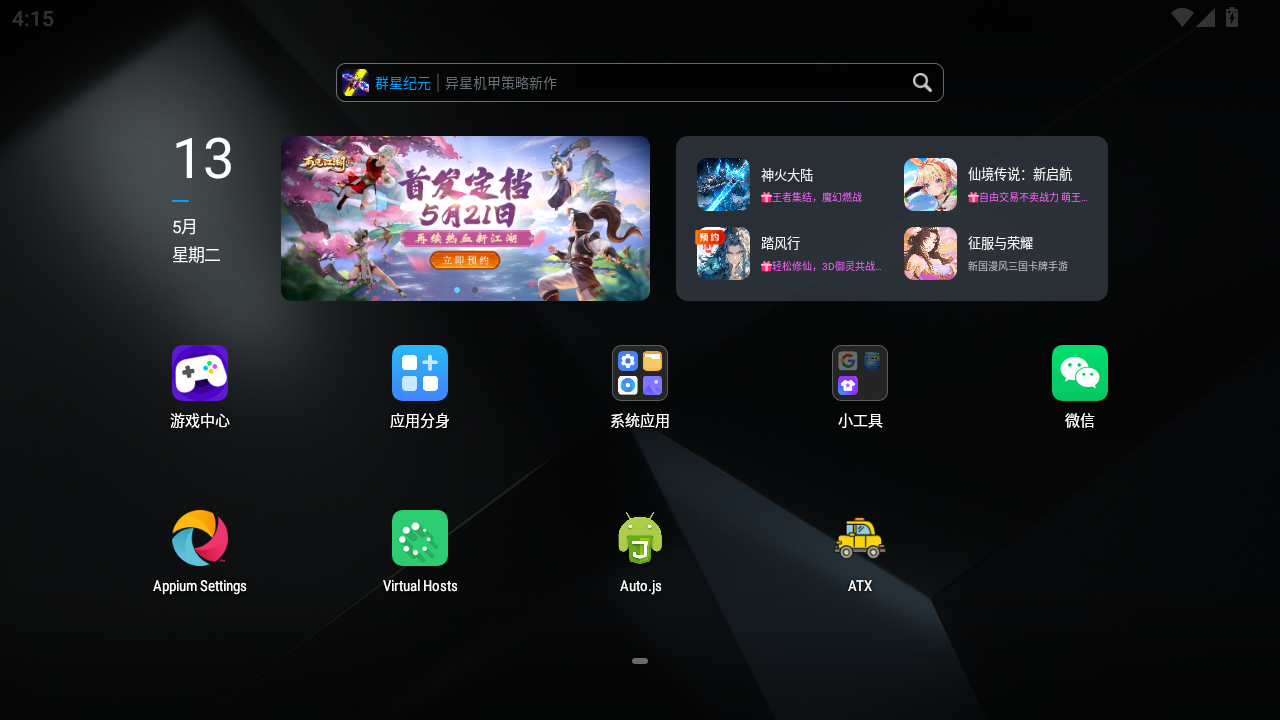 4:15
群星纪元 | 异星机甲策略新作
13
5月
星期二
再见江湖
首发定档
5月21日
再续热血新江湖
立即预约
神火大陆
王者集结，魔幻燃战
仙境传说：新启航
自由交易不卖战力 萌王...
预约
踏风行
轻松修仙，3D御灵共战...
征服与荣耀
新国漫风三国卡牌手游
游戏中心
应用分身
系统应用
小工具
微信
Appium Settings
Virtual Hosts
Auto.js
ATX